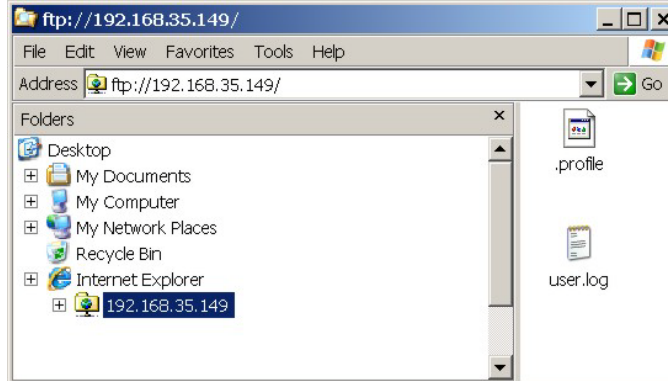 ftp://192.168.35.149/
File Edit View Favorites Tools Help
Address ftp://192.168.35.149/ Go
Folders x
Desktop
My Documents
My Computer
My Network Places
Recycle Bin
Internet Explorer
192.168.35.149
.profile
user.log